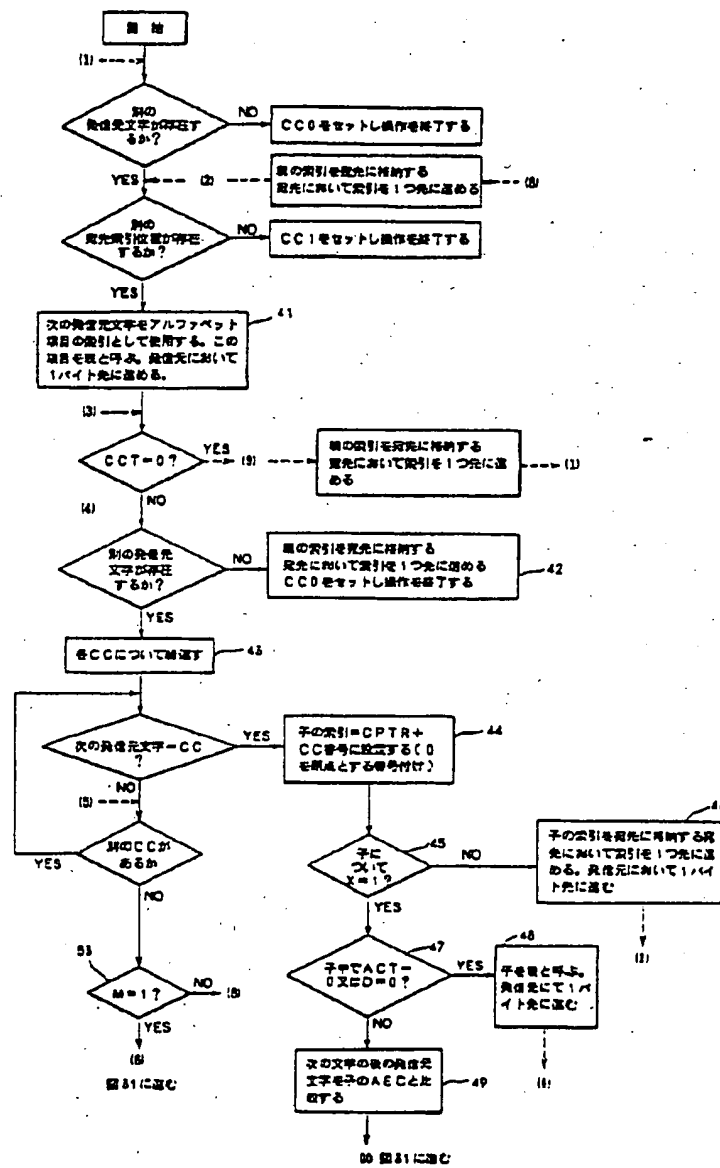 開始
(1)
別の
発信元文字が存在す
るか?
NO
CC0をセットし操作を終了する
YES
(2)
親の索引を宛先に格納する
宛先において索引を1つ先に進める
(8)
別の
宛先索引位置が存在
するか?
NO
CC1をセットし操作を終了する
YES
41
次の発信元文字をアルファベット
項目の索引として使用する。この
項目を親と呼ぶ。発信元において
1バイト先に進める。
(3)
CCT=0?
YES
(9)
親の索引を宛先に格納する
宛先において索引を1つ先に進
める
(1)
(4)
NO
別の発信元
文字が存在
するか?
NO
親の索引を宛先に格納する
宛先において索引を1つ先に進める
CC0をセットし操作を終了する
42
YES
各CCについて繰返す
43
次の発信元文字=CC
?
YES
子の索引=CPTR+
CC番号に設定する(0
を原点とする番号付け)
44
NO
(5)
別のCCが
あるか
YES
NO
子に
ついて
X=1?
45
NO
子の索引を宛先に格納する宛
先において索引を1つ先に進
める。発信元において1バイ
ト先に進む
(2)
YES
53
M=1?
NO
(8)
YES
(6)
図31に進む
子中でACT=
0又はD=0?
47
YES
48
子を親と呼ぶ。
発信元にて1バ
イト先に進む
NO
次の文字の後の発信元
文字を子のAECと比
較する
49
図31に進む